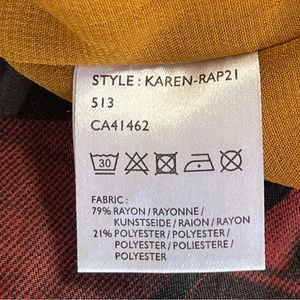 STYLE : KAREN-RAP21
513
CA41462
30
FABRIC :
79% RAYON / RAYONNE /
KUNSTSEIDE / RAION / RAYON
21% POLYESTER / POLYESTER /
POLYESTER / POLIESTERE /
POLYESTER